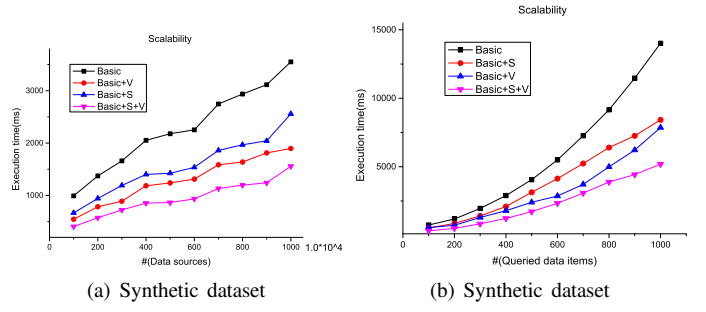 Scalability
Execution time(ms)
3000
2000
1000
Basic
Basic+V
Basic+S
Basic+S+V
0 200 400 600 800 1000 1.0*10^4
#(Data sources)
(a) Synthetic dataset
Scalability
Execution time(ms)
15000
10000
5000
Basic
Basic+S
Basic+V
Basic+S+V
0 200 400 600 800 1000
#(Queried data items)
(b) Synthetic dataset